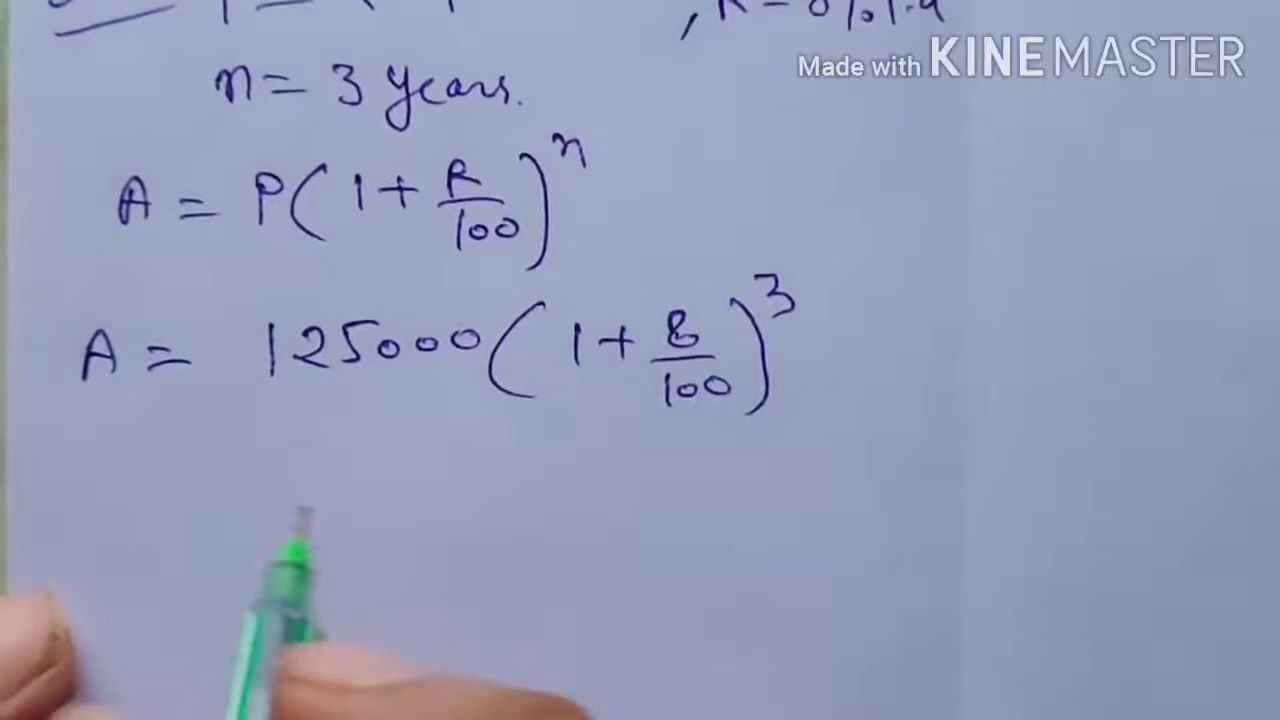 Made with KINEMASTER
n = 3 years.
A = P(1 + R/100)^n
A = 125000(1 + 8/100)^3